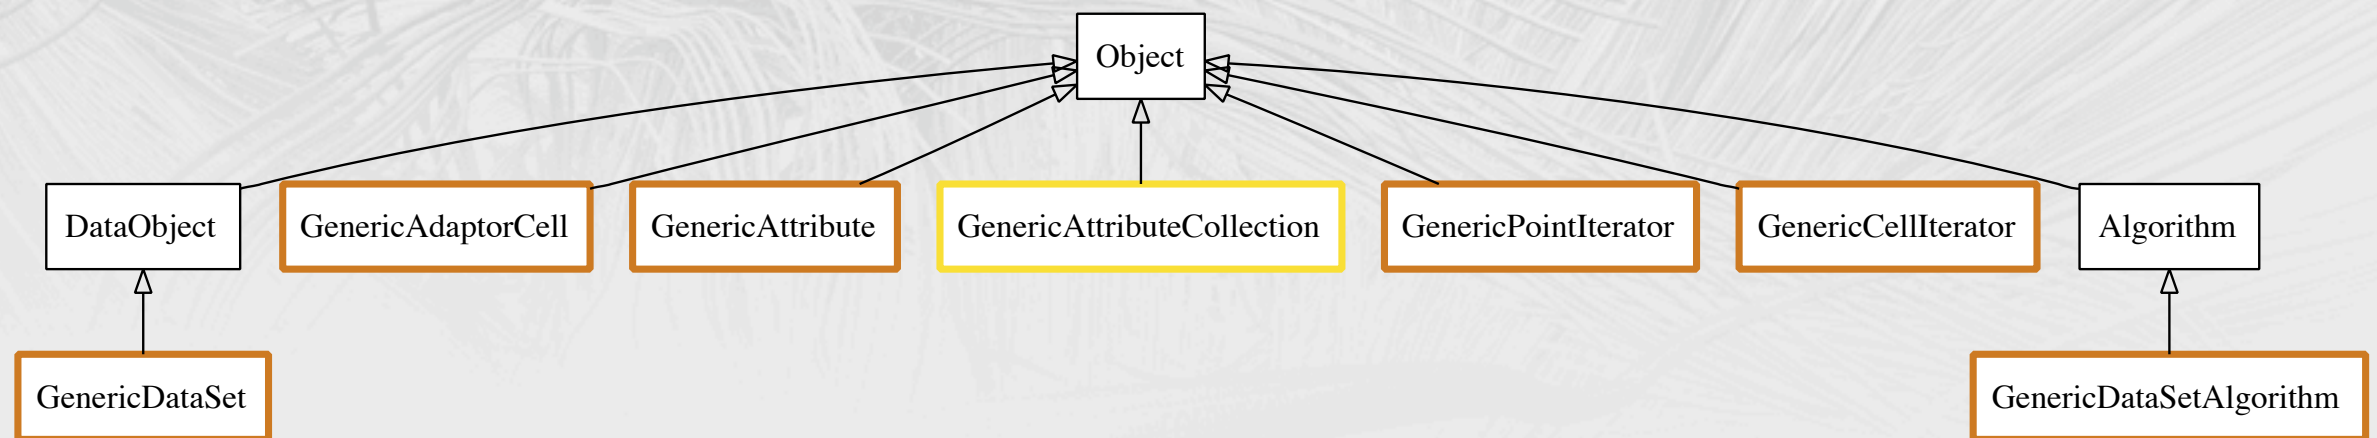 Object
DataObject
GenericAdaptorCell
GenericAttribute
GenericAttributeCollection
GenericPointIterator
GenericCellIterator
Algorithm
GenericDataSet
GenericDataSetAlgorithm